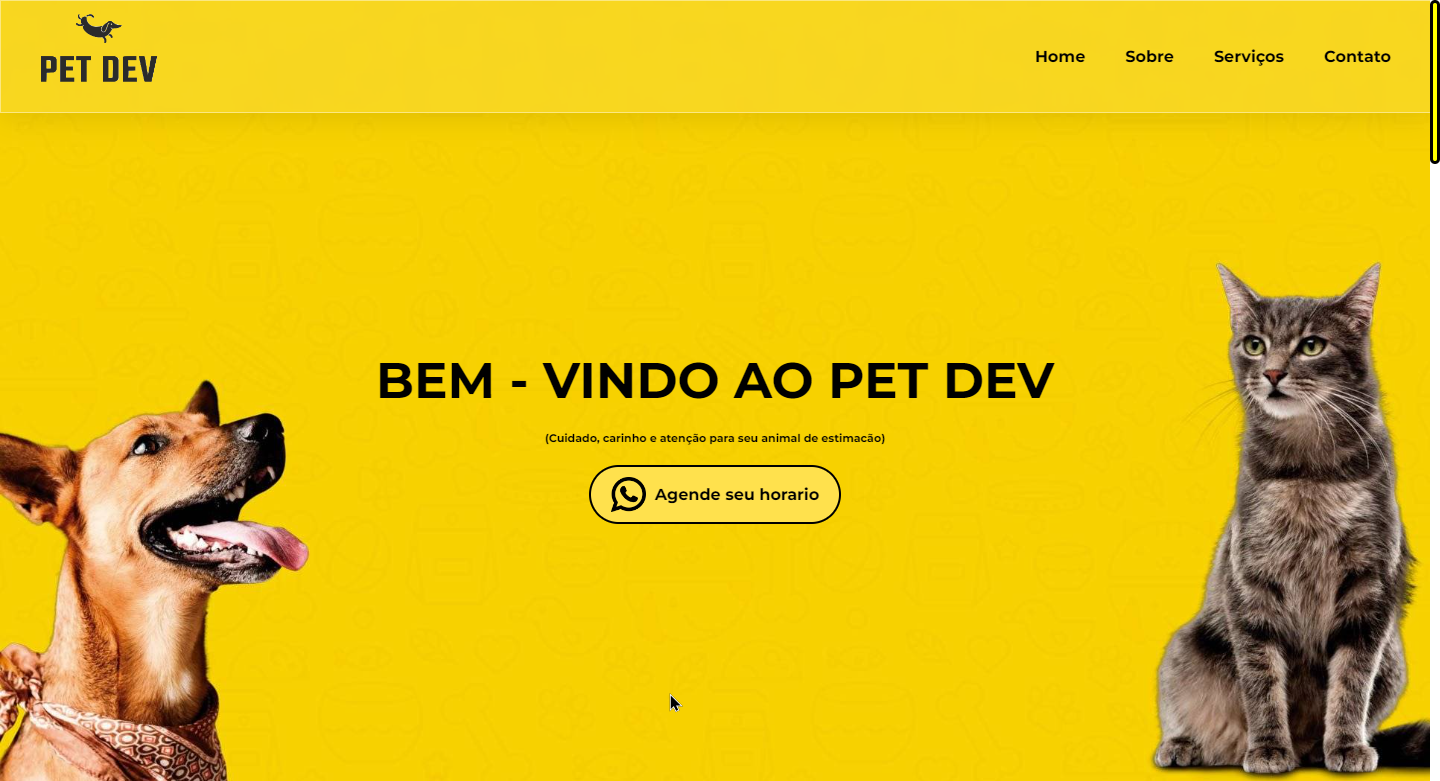 PET DEV
Home Sobre Serviços Contato
BEM - VINDO AO PET DEV
(Cuidado, carinho e atenção para seu animal de estimacão)
Agende seu horario